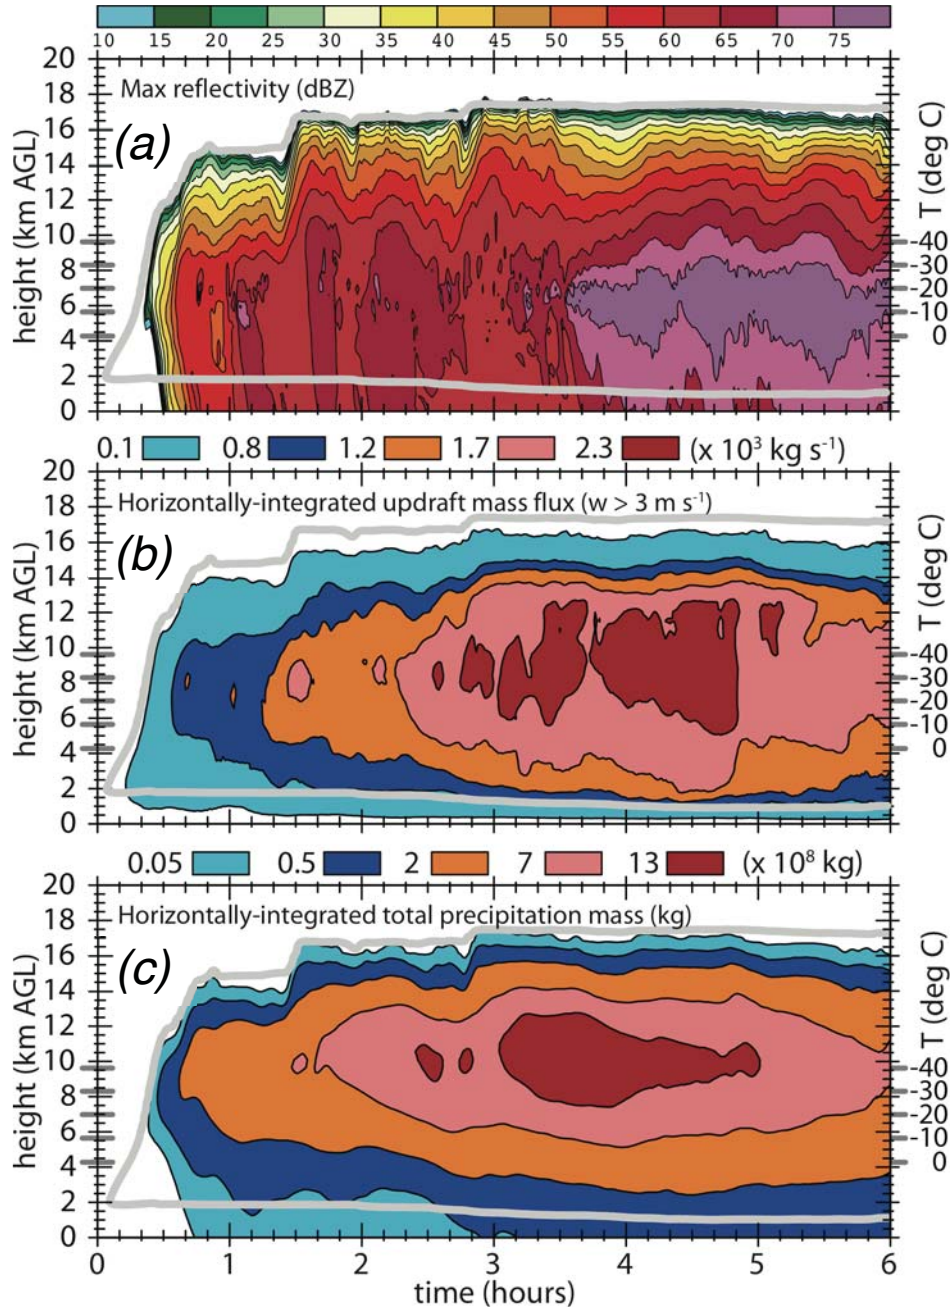 10 15 20 25 30 35 40 45 50 55 60 65 70 75
Max reflectivity (dBZ)
(a)
20
18
16
14
12
10
8
6
4
2
0
height (km AGL)
-40
-30
-20
-10
0
T (deg C)
0.1 0.8 1.2 1.7 2.3 (x 10³ kg s⁻¹)
Horizontally-integrated updraft mass flux (w > 3 m s⁻¹)
(b)
20
18
16
14
12
10
8
6
4
2
0
height (km AGL)
-40
-30
-20
-10
0
T (deg C)
0.05 0.5 2 7 13 (x 10⁸ kg)
Horizontally-integrated total precipitation mass (kg)
(c)
20
18
16
14
12
10
8
6
4
2
0
height (km AGL)
-40
-30
-20
-10
0
T (deg C)
0 1 2 3 4 5 6
time (hours)